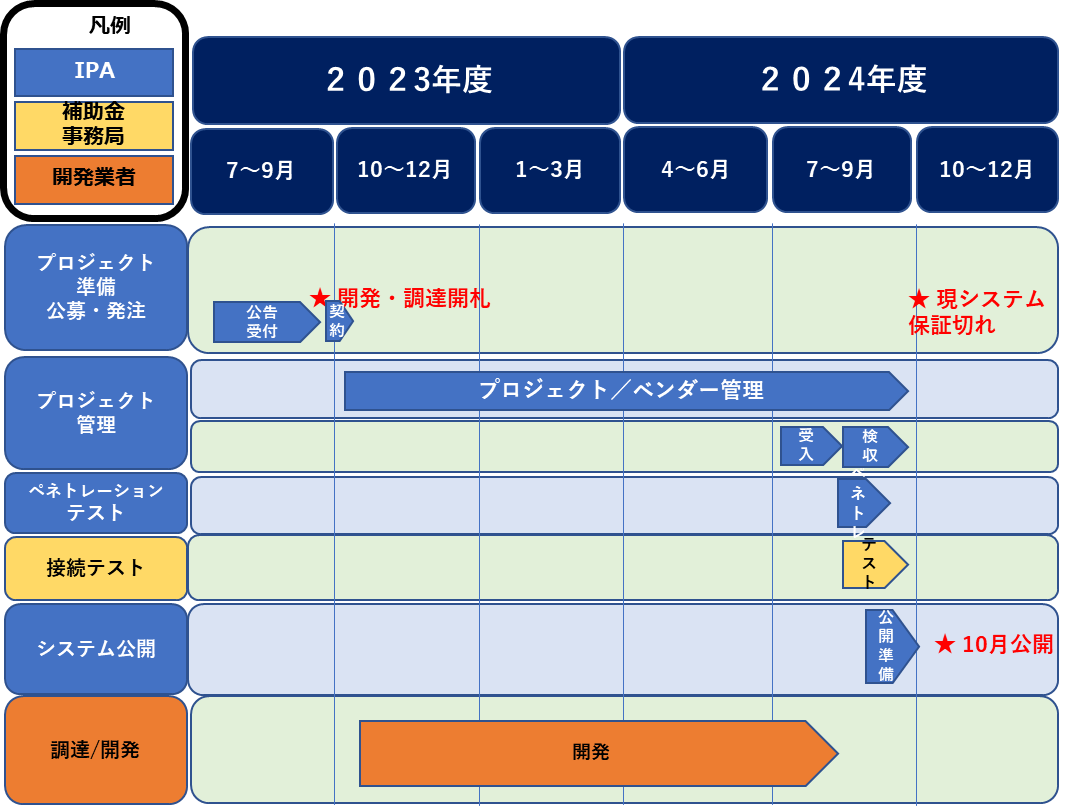 凡例
IPA
補助金
事務局
開発業者
２０２3年度
２０２4年度
7～9月
10～12月
1～3月
4～6月
7～9月
10～12月
プロジェクト
準備
公募・発注
★ 開発・調達開札
公告
受付
契
約
★ 現システム
保証切れ
プロジェクト
管理
プロジェクト／ベンダー管理
受
入
検
収
ペネトレーション
テスト
ペ
ネ
ト
レ
接続テスト
テ
ス
ト
システム公開
公
開
準
備
★ 10月公開
調達/開発
開発